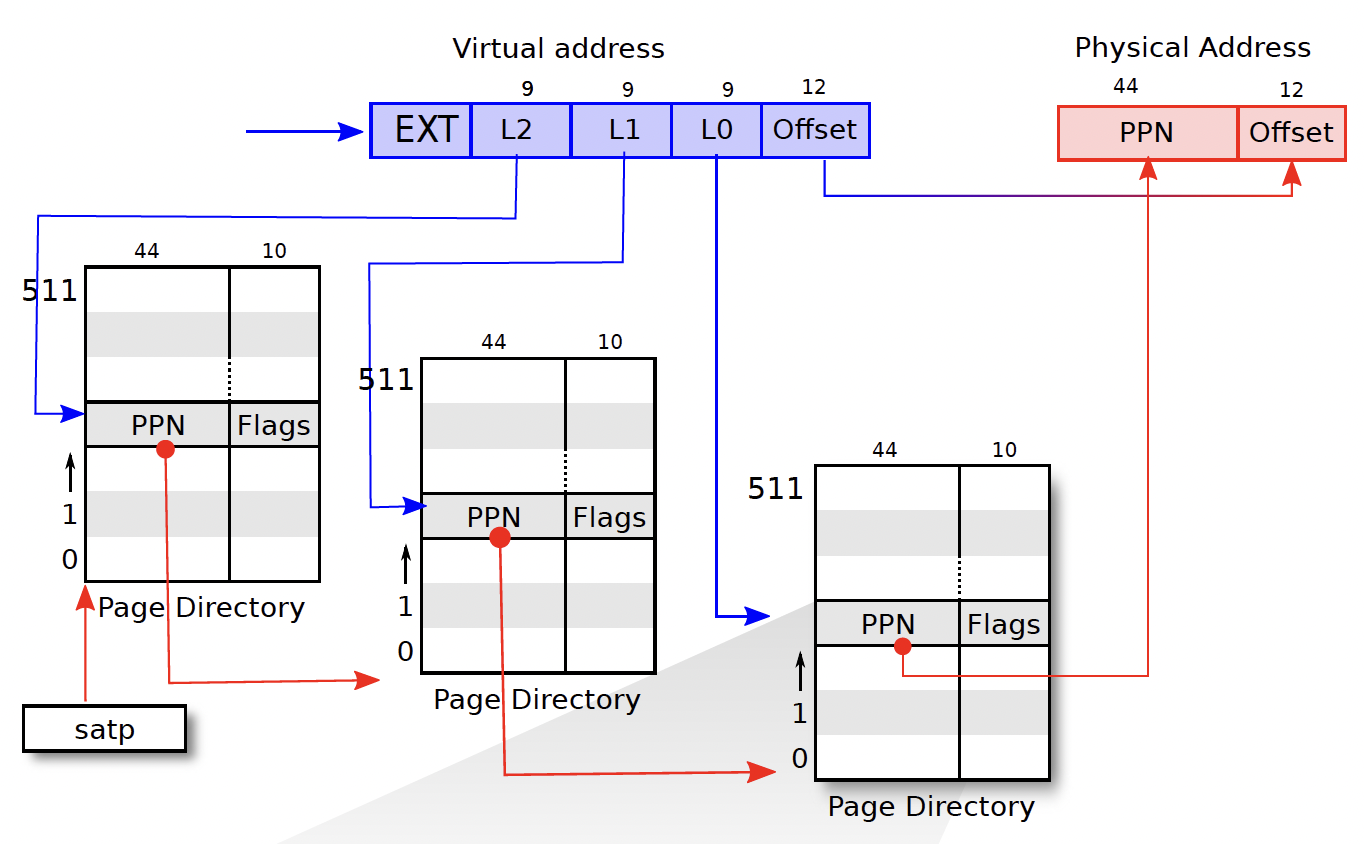 Virtual address
Physical Address
9 9 9 12
44 12
EXT L2 L1 L0 Offset
PPN Offset
44 10
511
PPN Flags
1
0
Page Directory
satp
44 10
511
PPN Flags
1
0
Page Directory
44 10
511
PPN Flags
1
0
Page Directory